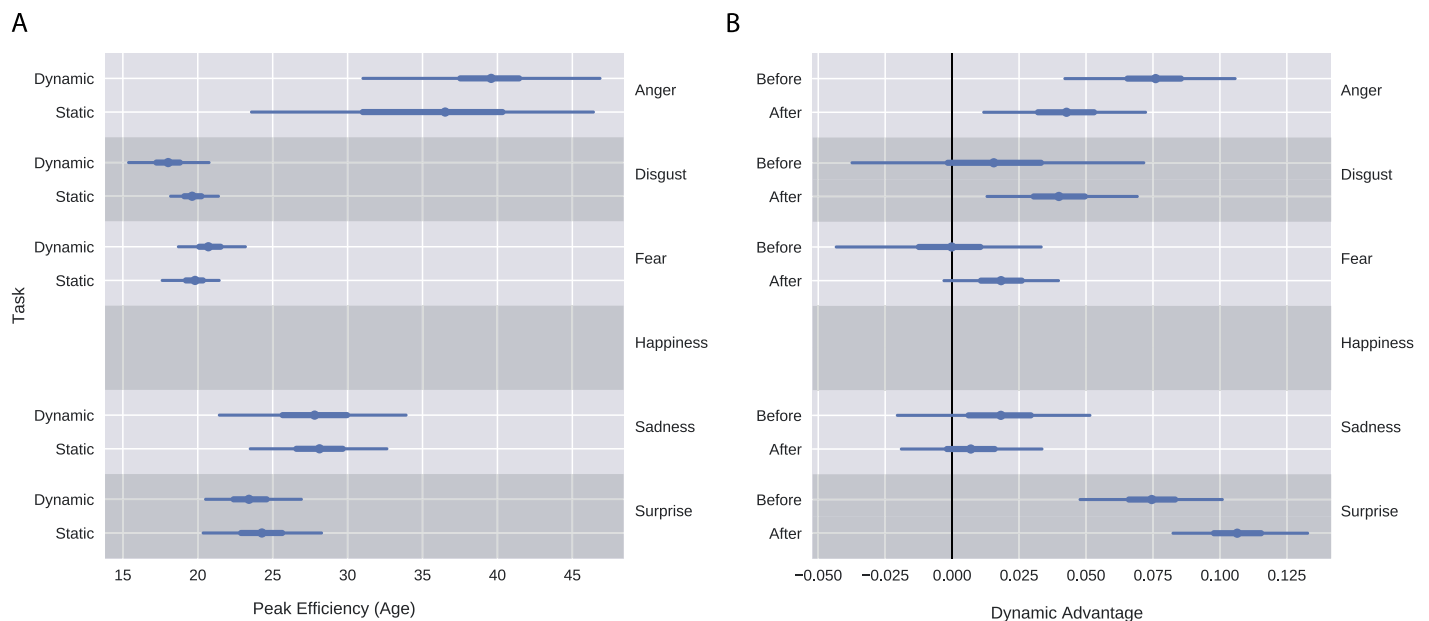 A
Dynamic
Static
Anger
Dynamic
Static
Disgust
Dynamic
Static
Fear
Happiness
Dynamic
Static
Sadness
Dynamic
Static
Surprise
Task
15 20 25 30 35 40 45
Peak Efficiency (Age)
B
Before
After
Anger
Before
After
Disgust
Before
After
Fear
Happiness
Before
After
Sadness
Before
After
Surprise
−0.050 −0.025 0.000 0.025 0.050 0.075 0.100 0.125
Dynamic Advantage